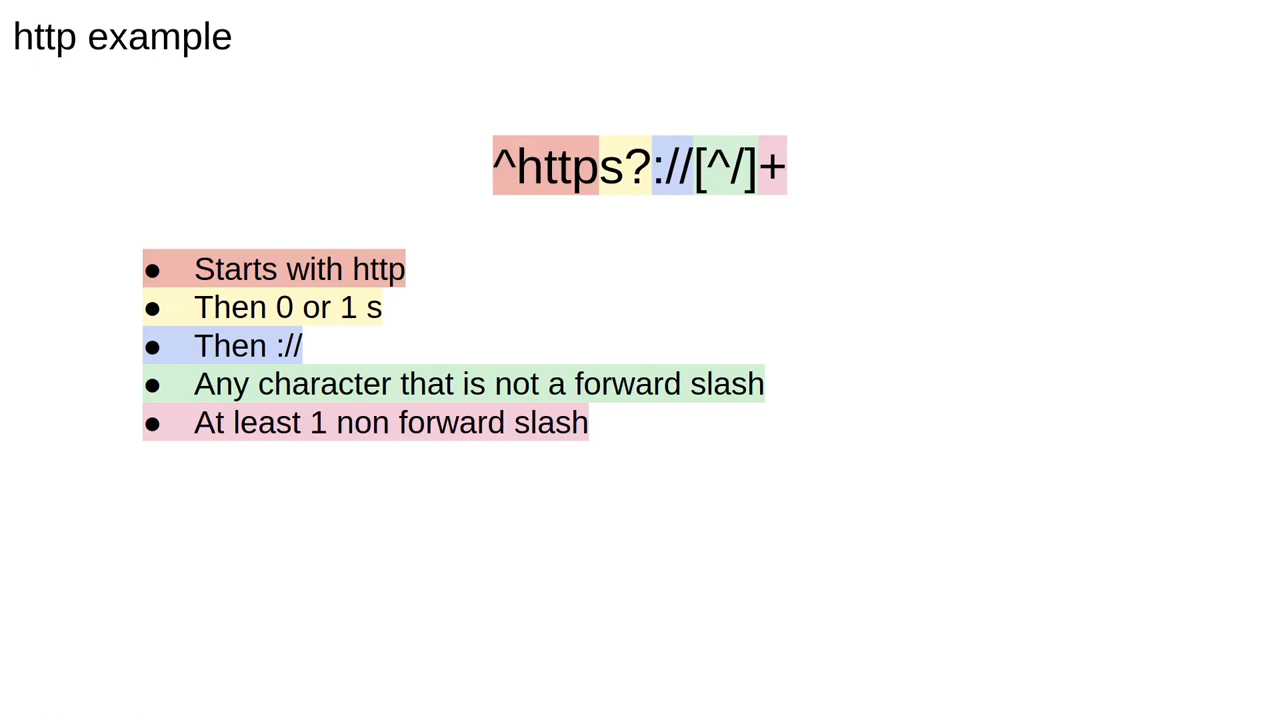 http example
^https?://[^/]+
● Starts with http
● Then 0 or 1 s
● Then ://
● Any character that is not a forward slash
● At least 1 non forward slash